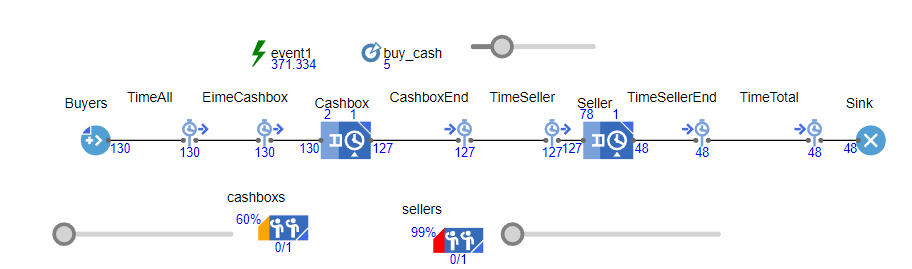 event1
371.334
buy_cash
5
Buyers
TimeAll
EimeCashbox
Cashbox
CashboxEnd
TimeSeller
Seller
TimeSellerEnd
TimeTotal
Sink
2 1
78 1
130
130
130
130
127
127
127
127
48
48
48
48
cashboxs
60%
0/1
sellers
99%
0/1